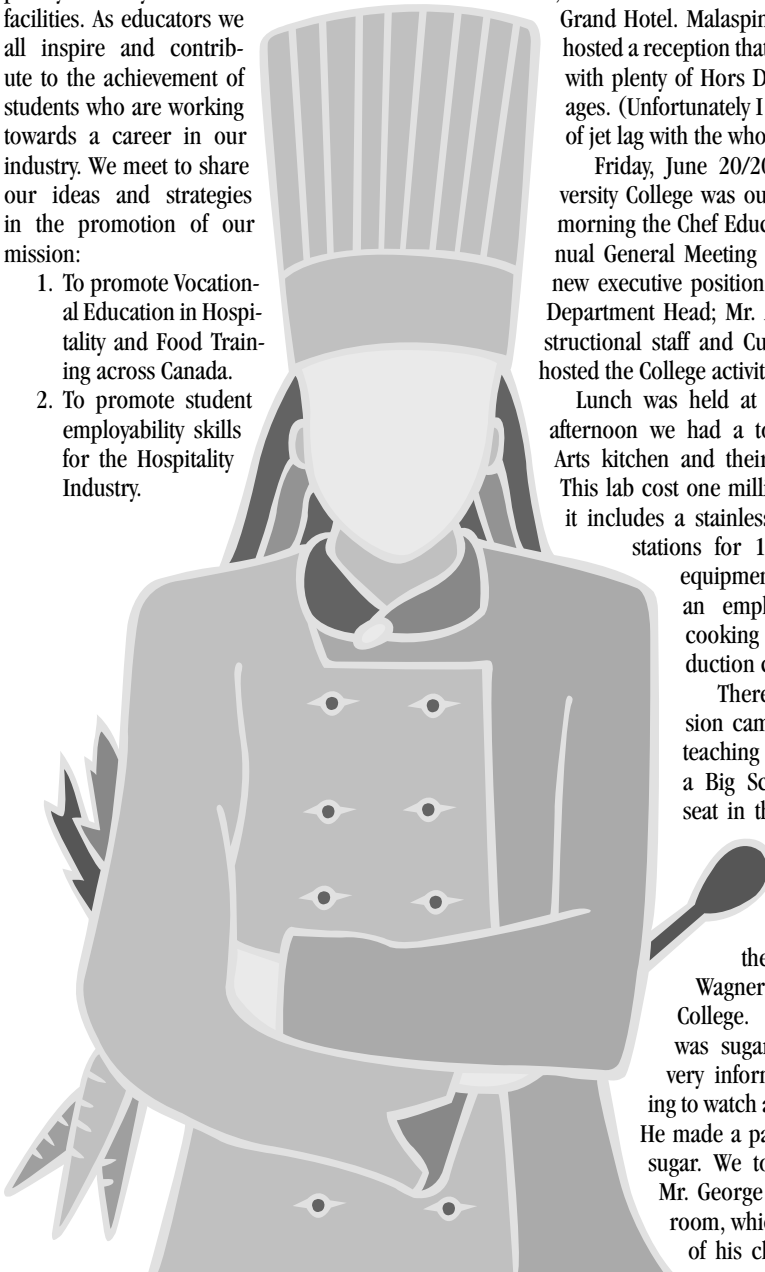 facilities. As educators we
all inspire and contrib-
ute to the achievement of
students who are working
towards a career in our
industry. We meet to share
our ideas and strategies
in the promotion of our
mission:
1. To promote Vocation-
al Education in Hospi-
tality and Food Train-
ing across Canada.
2. To promote student
employability skills
for the Hospitality
Industry.
Grand Hotel. Malaspin
hosted a reception that
with plenty of Hors D
ages. (Unfortunately I
of jet lag with the who
Friday, June 20/20
versity College was ou
morning the Chef Educ
nual General Meeting
new executive position
Department Head; Mr.
structional staff and Cu
hosted the College activit
Lunch was held at
afternoon we had a to
Arts kitchen and their
This lab cost one milli
it includes a stainless
stations for 1
equipmen
an empl
cooking
duction
There
sion cam
teaching
a Big Sc
seat in th
the
Wagner
College.
was sugar
very inform
ing to watch a
He made a pa
sugar. We to
Mr. George
room, whic
of his cl